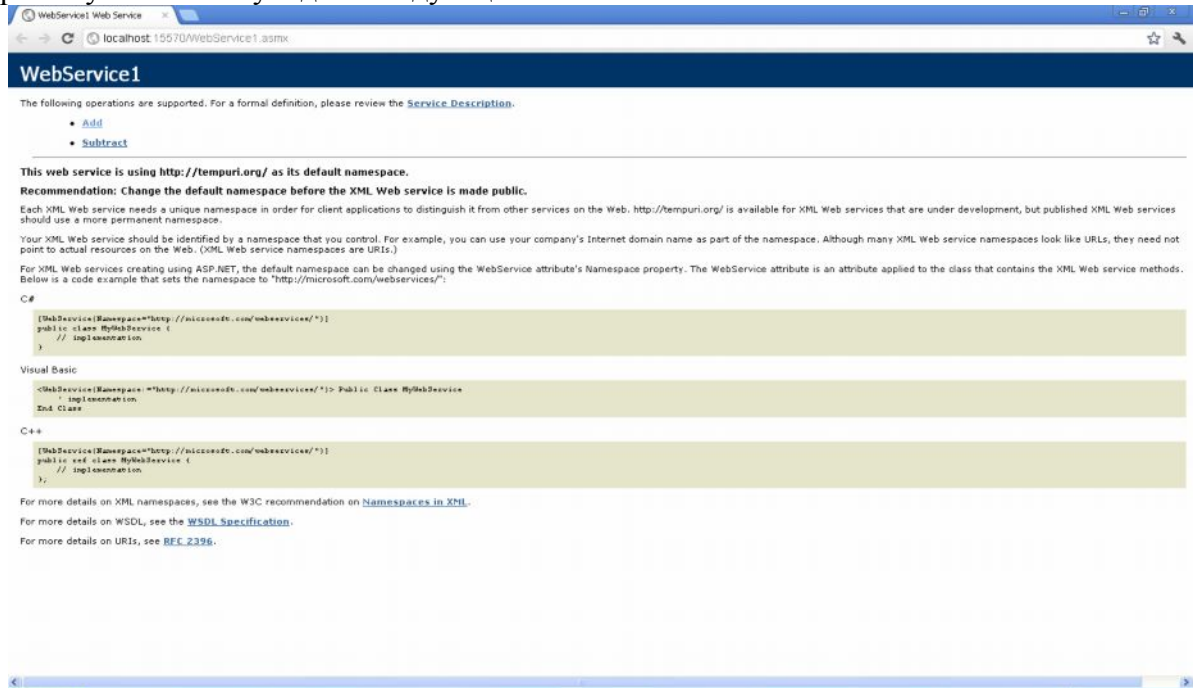 WebService1 Web Service
localhost:15570/WebService1.asmx
WebService1
The following operations are supported. For a formal definition, please review the Service Description.
Add
Subtract
This web service is using http://tempuri.org/ as its default namespace.
Recommendation: Change the default namespace before the XML Web service is made public.
Each XML Web service needs a unique namespace in order for client applications to distinguish it from other services on the Web. http://tempuri.org/ is available for XML Web services that are under development, but published XML Web services
should use a more permanent namespace.
Your XML Web service should be identified by a namespace that you control. For example, you can use your company's Internet domain name as part of the namespace. Although many XML Web service namespaces look like URLs, they need not
point to actual resources on the Web. (XML Web service namespaces are URIs.)
For XML Web services creating using ASP.NET, the default namespace can be changed using the WebService attribute's Namespace property. The WebService attribute is an attribute applied to the class that contains the XML Web service methods.
Below is a code example that sets the namespace to "http://microsoft.com/webservices/":
C#
[WebService(Namespace="http://microsoft.com/webservices/")]
public class MyWebService {
// implementation
}
Visual Basic
<WebService(Namespace:="http://microsoft.com/webservices/")> Public Class MyWebService
' implementation
End Class
C++
[WebService(Namespace="http://microsoft.com/webservices/")]
public ref class MyWebService {
// implementation
};
For more details on XML namespaces, see the W3C recommendation on Namespaces in XML.
For more details on WSDL, see the WSDL Specification.
For more details on URIs, see RFC 2396.